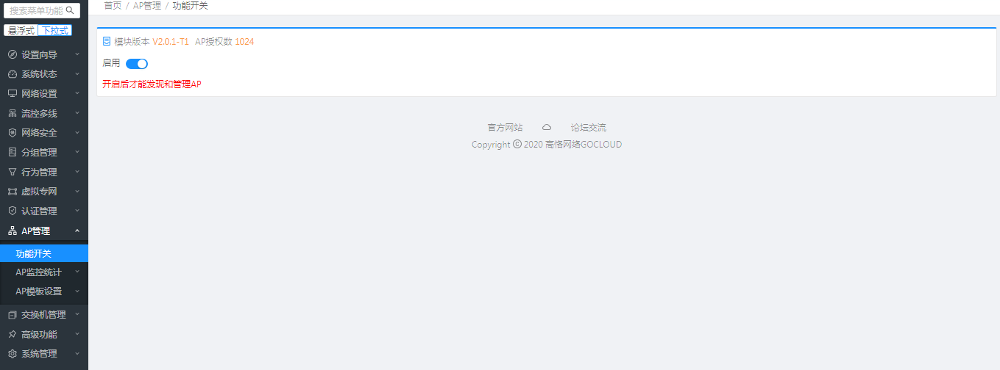 搜索菜单功能
悬浮式 下拉式
设置向导
系统状态
网络设置
流控多线
网络安全
分组管理
行为管理
虚拟专网
认证管理
AP管理
功能开关
AP监控统计
AP模板设置
交换机管理
高级功能
系统管理
首页 / AP管理 / 功能开关
模块版本 V2.0.1-T1 AP授权数 1024
启用
开启后才能发现和管理AP
官方网站 论坛交流
Copyright © 2020 高恪网络GOCLOUD